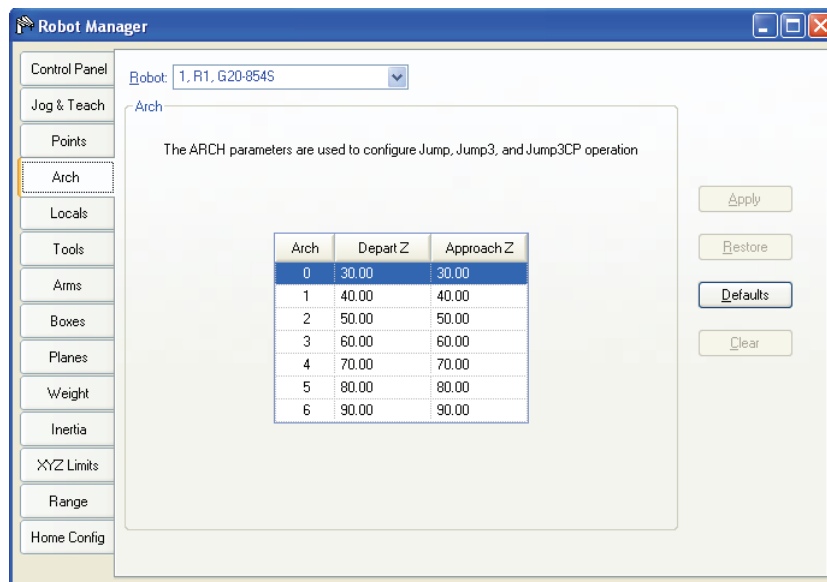 Robot Manager
Control Panel
Jog & Teach
Points
Arch
Locals
Tools
Arms
Boxes
Planes
Weight
Inertia
XYZ Limits
Range
Home Config
Robot: 1, R1, G20-854S
Arch
The ARCH parameters are used to configure Jump, Jump3, and Jump3CP operation
Arch Depart Z Approach Z
0 30.00 30.00
1 40.00 40.00
2 50.00 50.00
3 60.00 60.00
4 70.00 70.00
5 80.00 80.00
6 90.00 90.00
Apply
Restore
Defaults
Clear